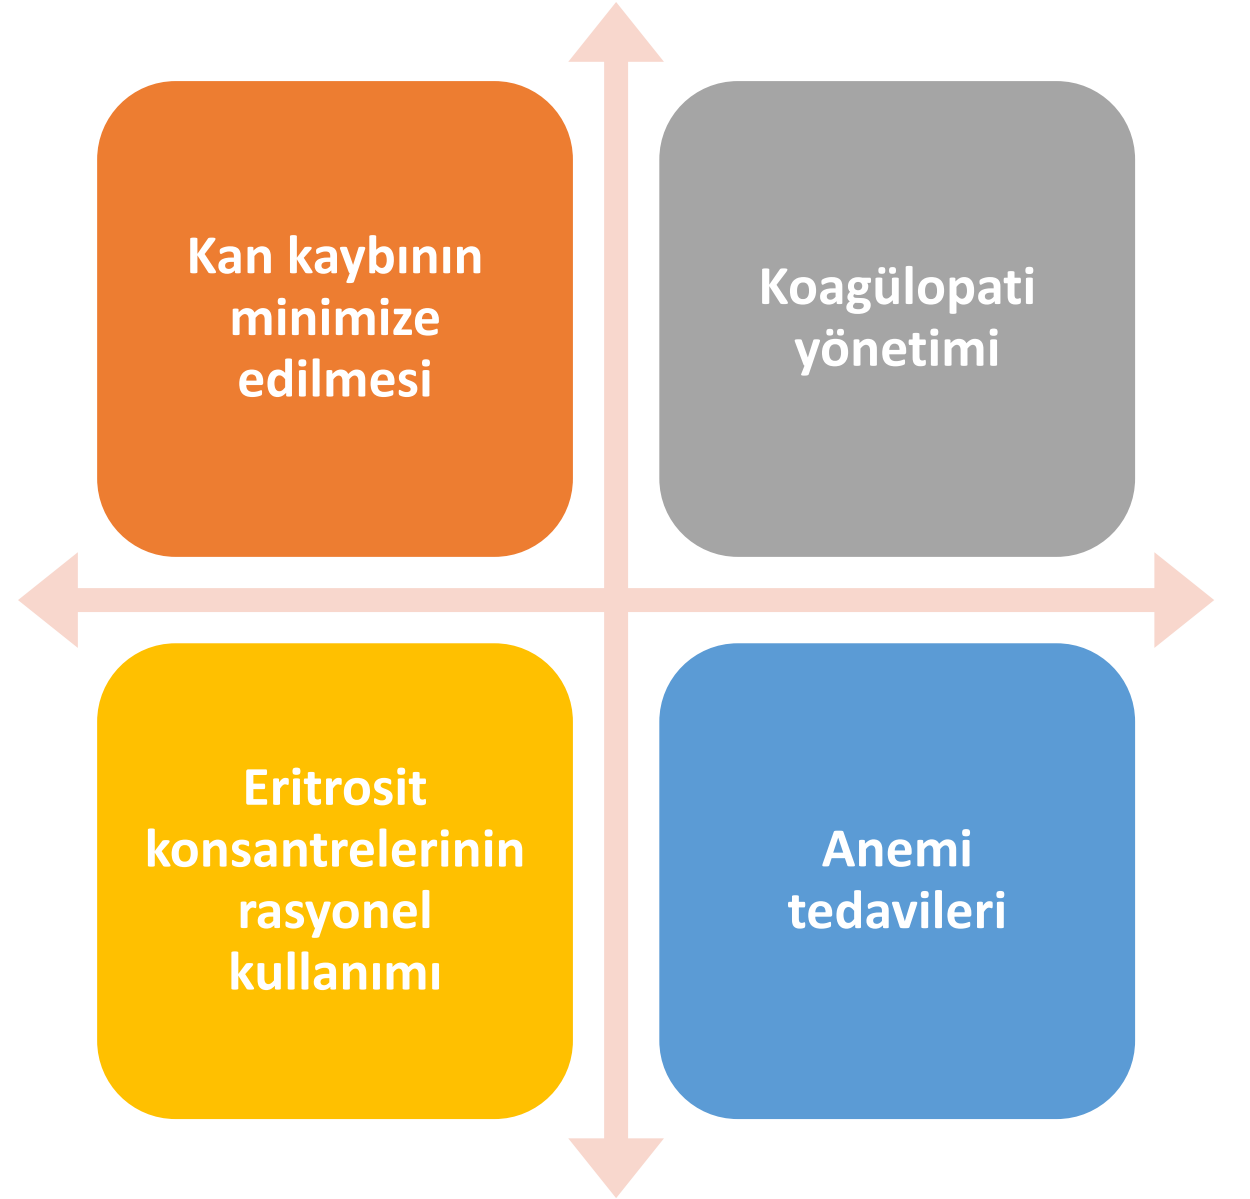 Kan kaybının
minimize
edilmesi
Koagülopati
yönetimi
Eritrosit
konsantrelerinin
rasyonel
kullanımı
Anemi
tedavileri